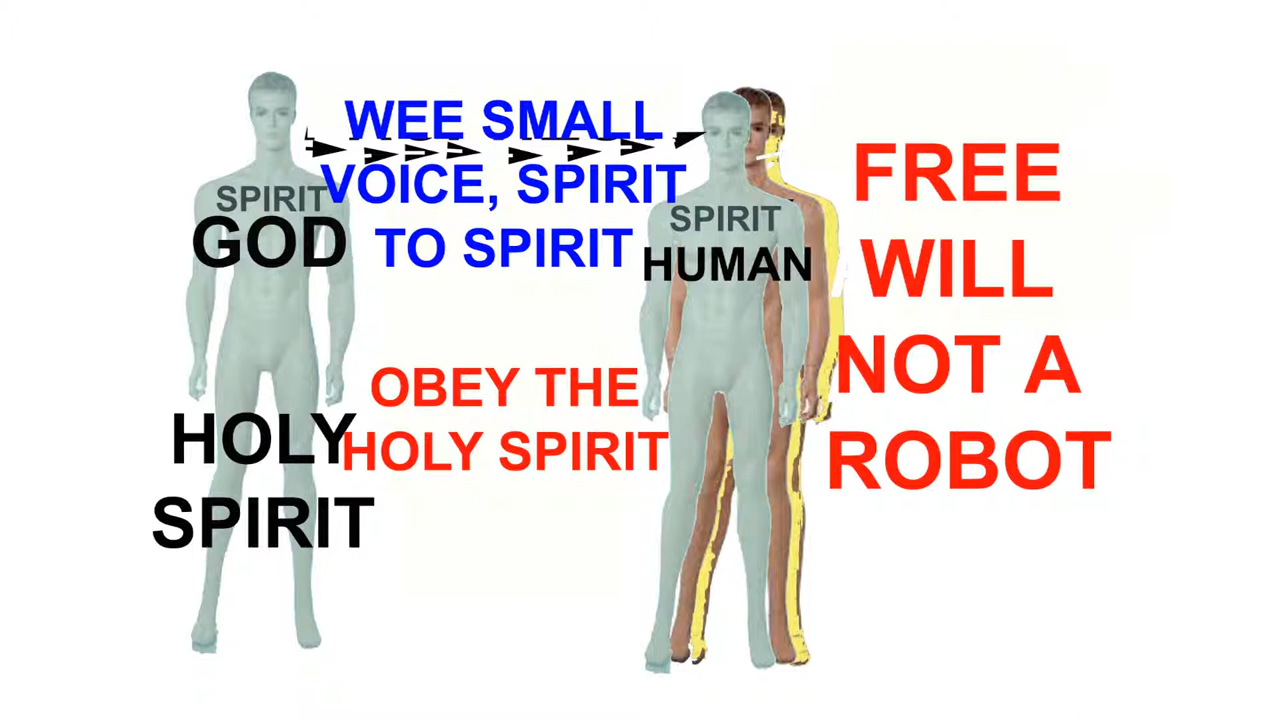 WEE SMALL
VOICE, SPIRIT
TO SPIRIT
SPIRIT
GOD
SPIRIT
HUMAN
FREE
WILL
NOT A
ROBOT
OBEY THE
HOLY SPIRIT
HOLY
SPIRIT